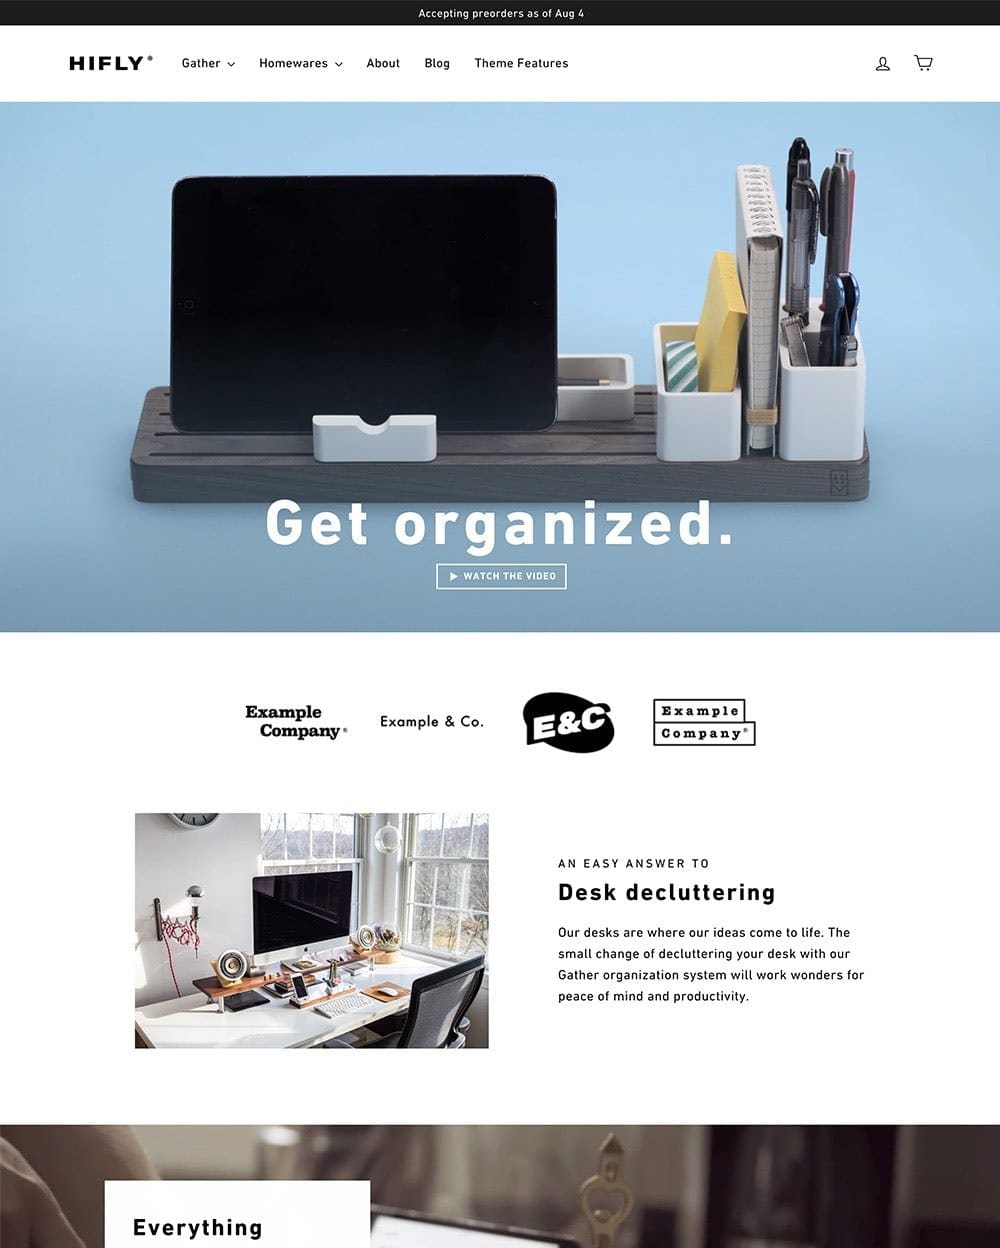 Accepting preorders as of Aug 4
HIFLY®
Gather
Homewares
About
Blog
Theme Features
Get organized.
WATCH THE VIDEO
Example
Company®
Example & Co.
E&C
Example
Company®
AN EASY ANSWER TO
Desk decluttering
Our desks are where our ideas come to life. The
small change of decluttering your desk with our
Gather organization system will work wonders for
peace of mind and productivity.
Everything